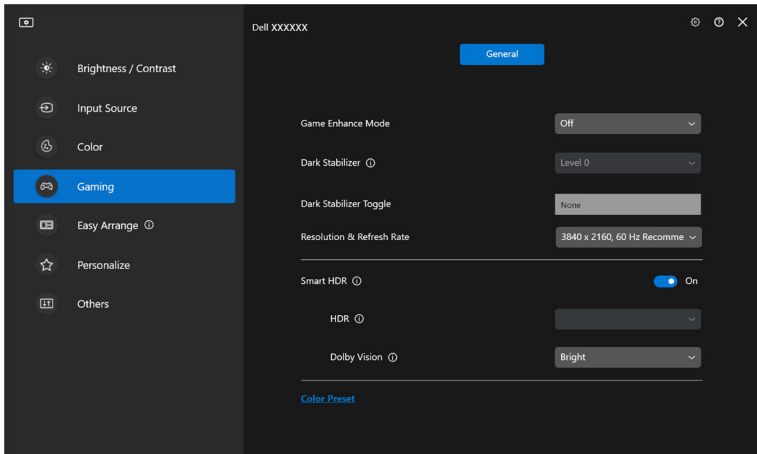 Dell XXXXXX
General
Brightness / Contrast
Input Source
Color
Gaming
Easy Arrange
Personalize
Others
Game Enhance Mode
Off
Dark Stabilizer
Level 0
Dark Stabilizer Toggle
None
Resolution & Refresh Rate
3840 x 2160, 60 Hz Recomme
Smart HDR
On
HDR
Dolby Vision
Bright
Color Preset